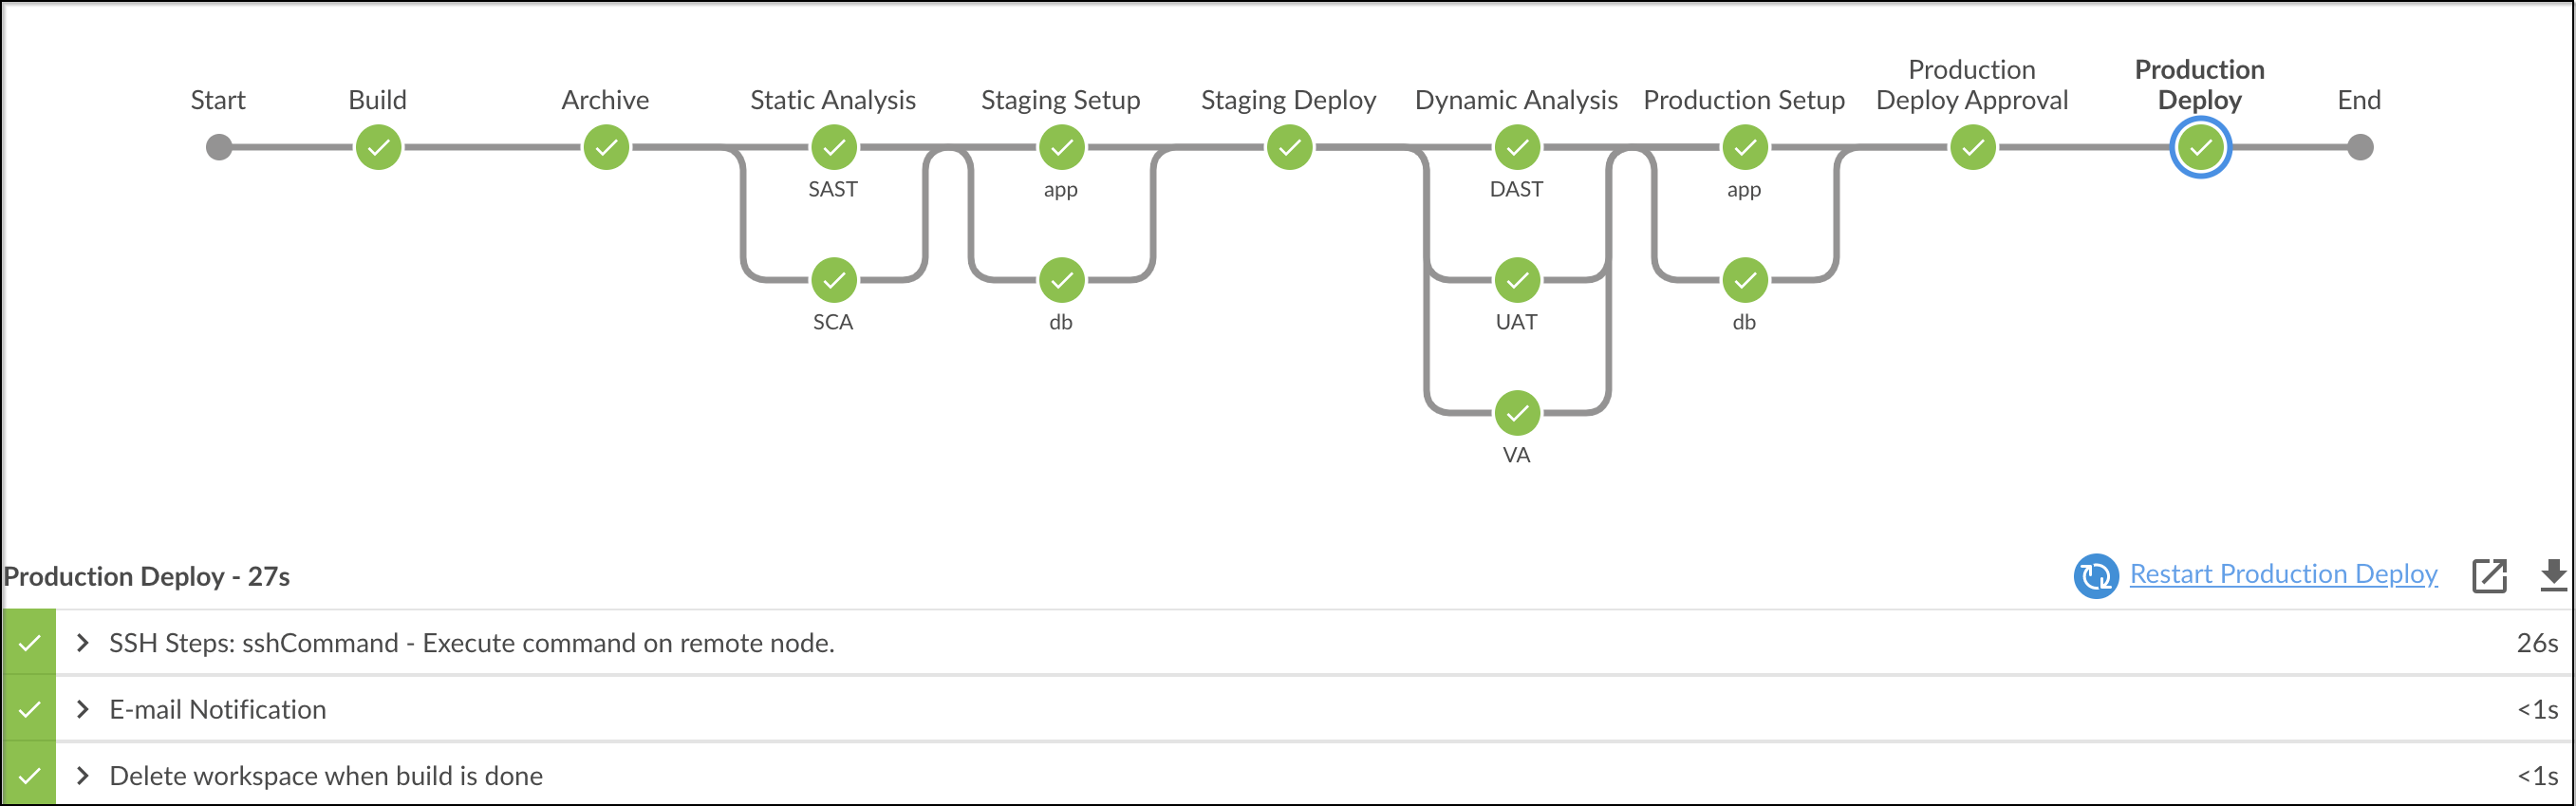 Start
Build
Archive
Static Analysis
Staging Setup
Staging Deploy
Dynamic Analysis
Production Setup
Production
Deploy Approval
Production
Deploy
End
SAST
app
DAST
app
SCA
db
UAT
db
VA
Production Deploy - 27s
Restart Production Deploy
SSH Steps: sshCommand - Execute command on remote node.
26s
E-mail Notification
<1s
Delete workspace when build is done
<1s